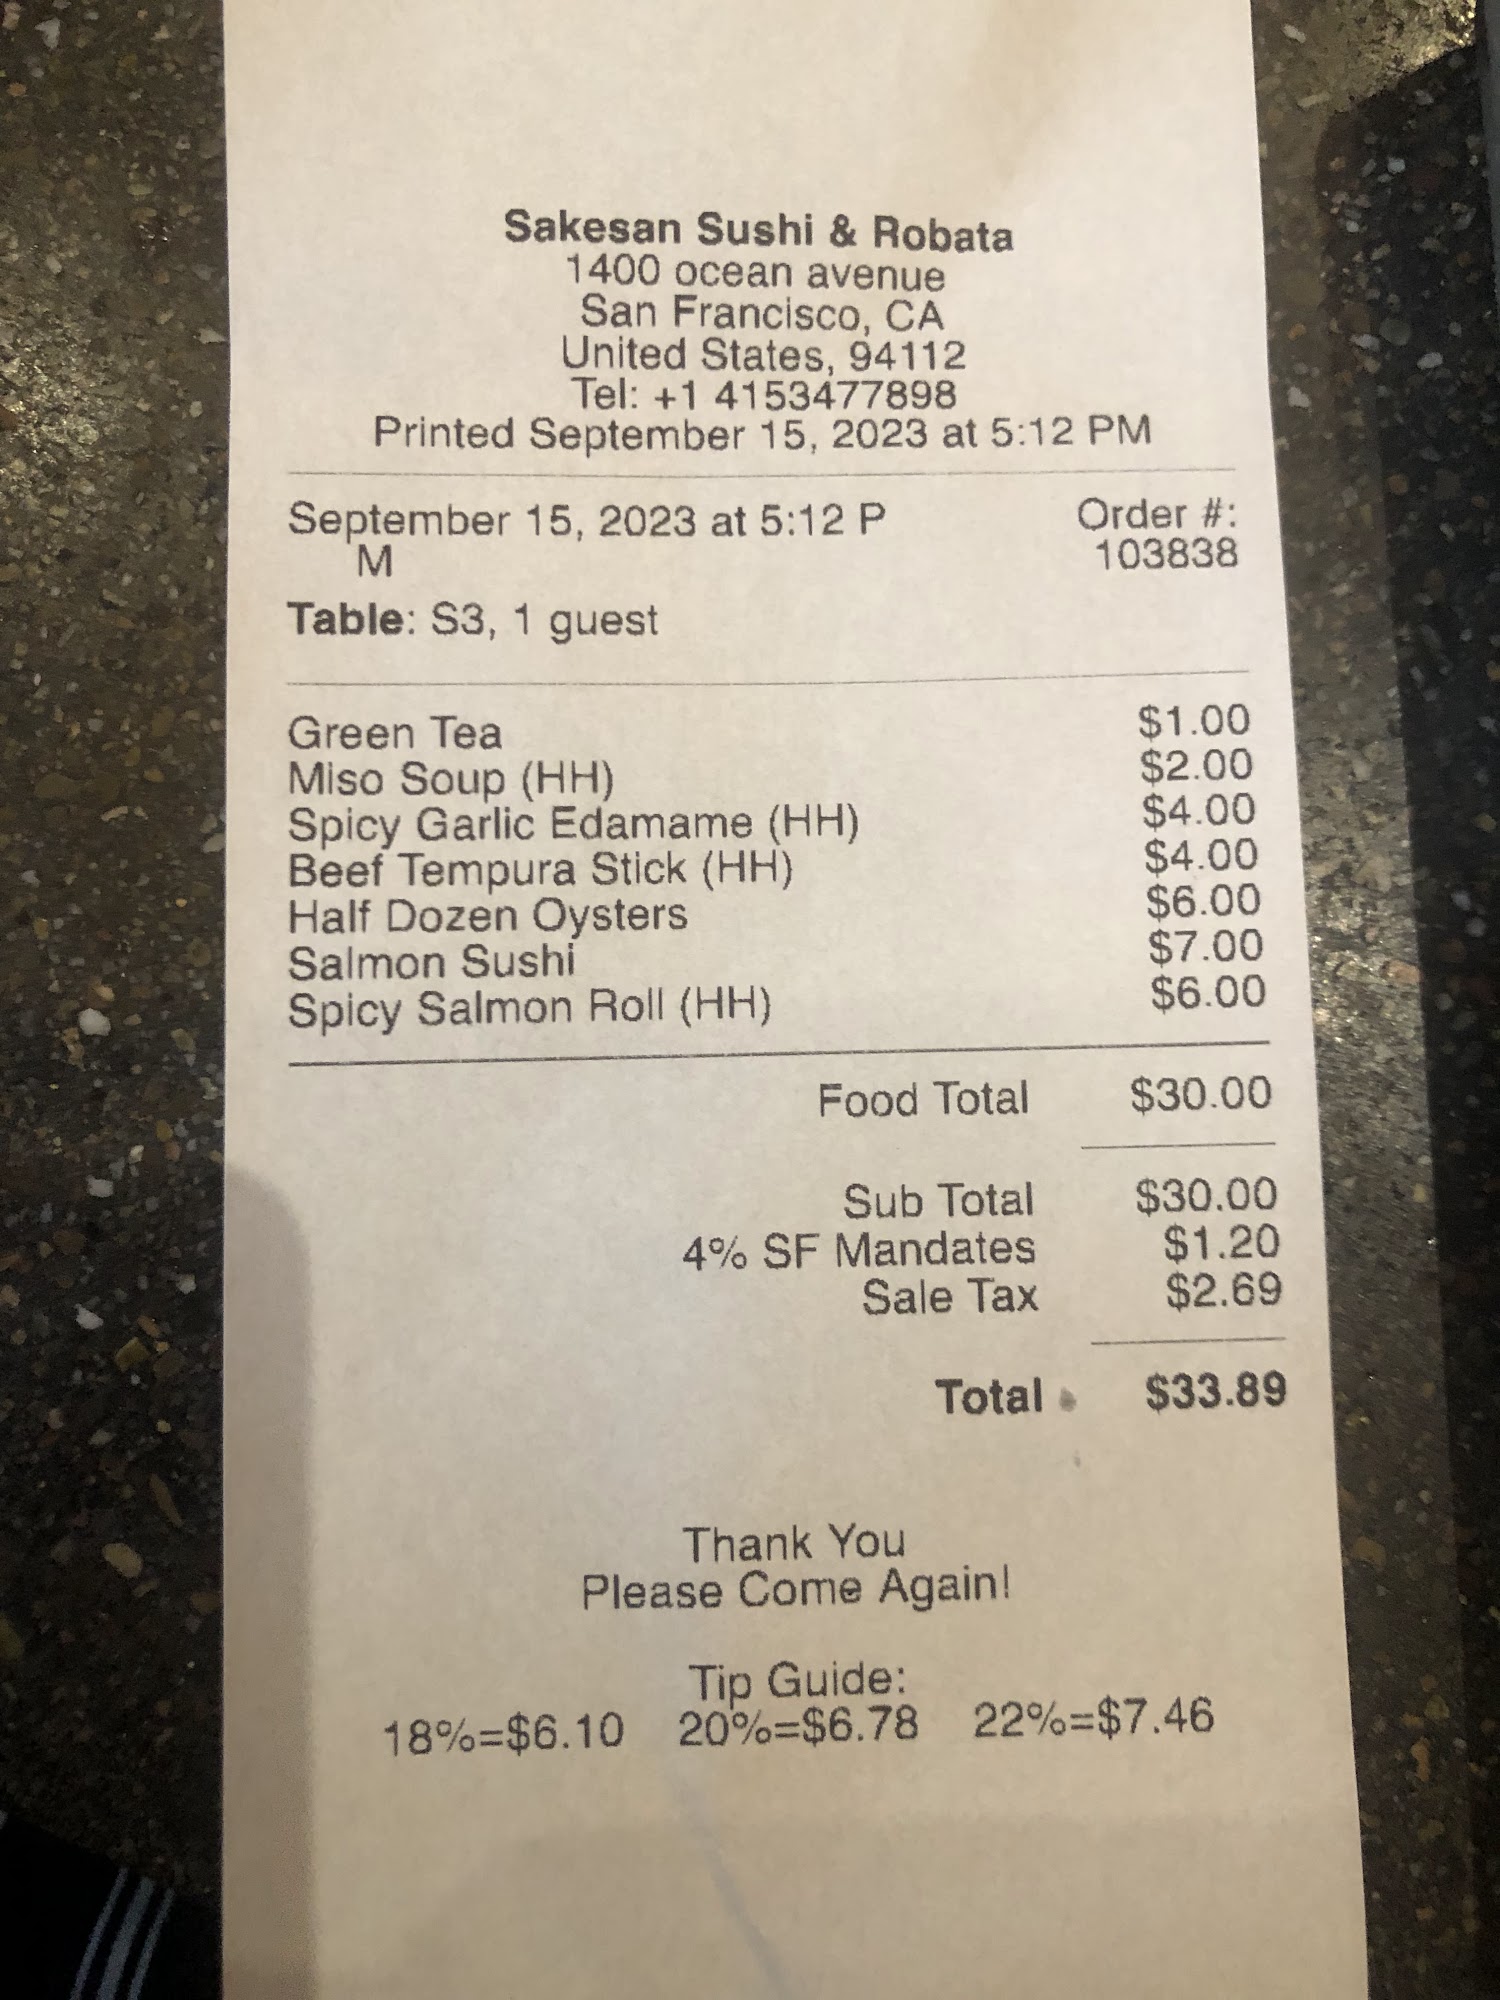 Sakesan Sushi & Robata
1400 ocean avenue
San Francisco, CA
United States, 94112
Tel: +1 4153477898
Printed September 15, 2023 at 5:12 PM
September 15, 2023 at 5:12 P Order #:
M 103838
Table: S3, 1 guest
Green Tea $1.00
Miso Soup (HH) $2.00
Spicy Garlic Edamame (HH) $4.00
Beef Tempura Stick (HH) $4.00
Half Dozen Oysters $6.00
Salmon Sushi $7.00
Spicy Salmon Roll (HH) $6.00
Food Total $30.00
Sub Total $30.00
4% SF Mandates $1.20
Sale Tax $2.69
Total $33.89
Thank You
Please Come Again!
Tip Guide:
18%=$6.10 20%=$6.78 22%=$7.46